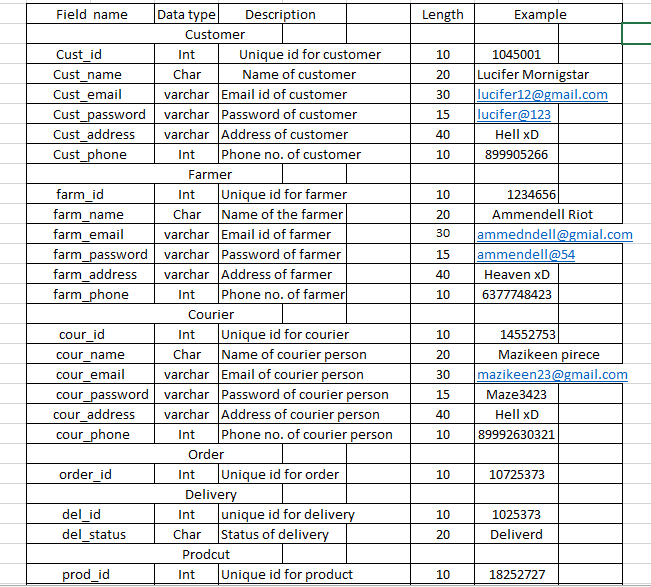 Field name Data type Description Length Example
Customer
Cust_id Int Unique id for customer 10 1045001
Cust_name Char Name of customer 20 Lucifer Mornigstar
Cust_email varchar Email id of customer 30 lucifer12@gmail.com
Cust_password varchar Password of customer 15 lucifer@123
Cust_address varchar Address of customer 40 Hell xD
Cust_phone Int Phone no. of customer 10 899905266
Farmer
farm_id Int Unique id for farmer 10 1234656
farm_name Char Name of the farmer 20 Ammendell Riot
farm_email varchar Email id of farmer 30 ammedndell@gmial.com
farm_password varchar Password of farmer 15 ammendell@54
farm_address varchar Address of farmer 40 Heaven xD
farm_phone Int Phone no. of farmer 10 6377748423
Courier
cour_id Int Unique id for courier 10 14552753
cour_name Char Name of courier person 20 Mazikeen pirece
cour_email varchar Email of courier person 30 mazikeen23@gmail.com
cour_password varchar Password of courier person 15 Maze3423
cour_address varchar Address of courier person 40 Hell xD
cour_phone Int Phone no. of courier person 10 89992630321
Order
order_id Int Unique id for order 10 10725373
Delivery
del_id Int unique id for delivery 10 1025373
del_status Char Status of delivery 20 Deliverd
Prodcut
prod_id Int Unique id for product 10 18252727